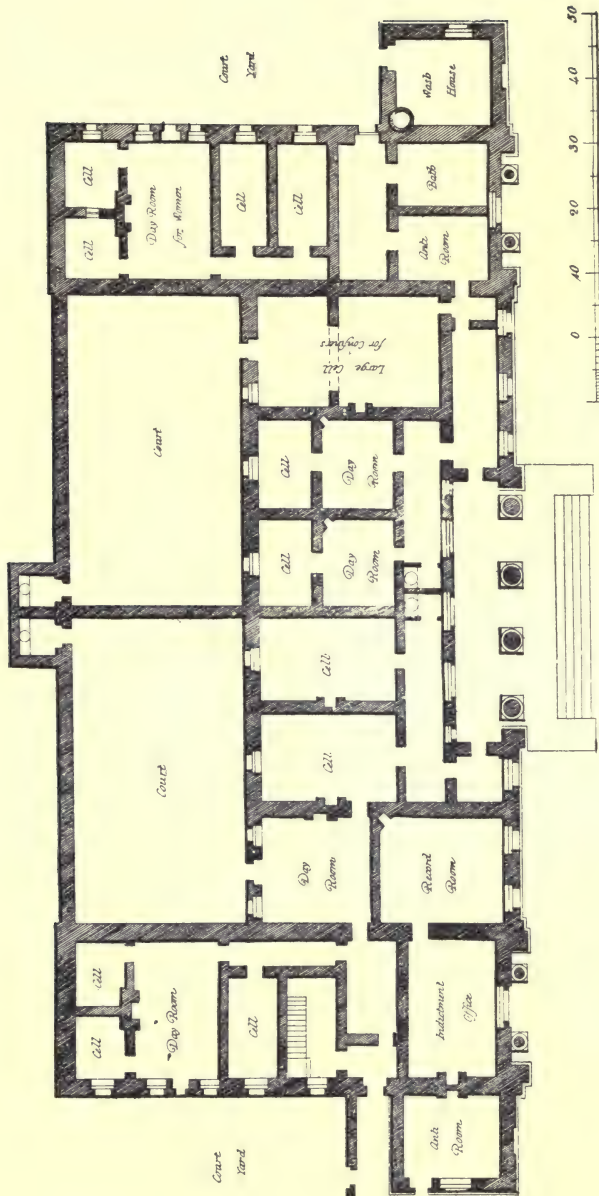 Court
Yard
Court
Court
Court
Yard
Cell
Cell
Cell
Cell
Day Room
Day Room
for Women
Cell
Cell
Cell
Day
Room
Cell
Cell
Cell
Cell
Day
Room
Day
Room
Large Cell
for Confiners
Anti
Room
Indictment
Office
Record
Room
Anti
Room
Bath
Wash
House
0
10
20
30
40
50